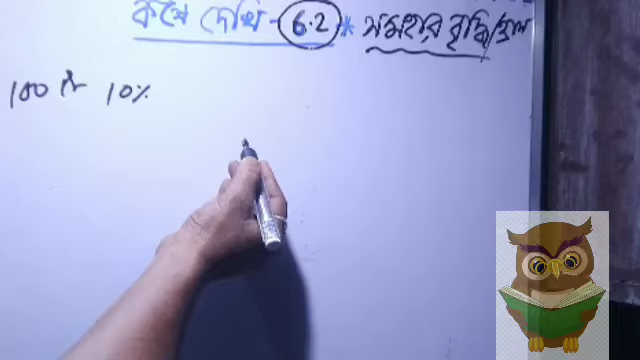 কষে দেখি - 6.2 * সমহার বৃদ্ধি/হ্রাস
100 টা 10%